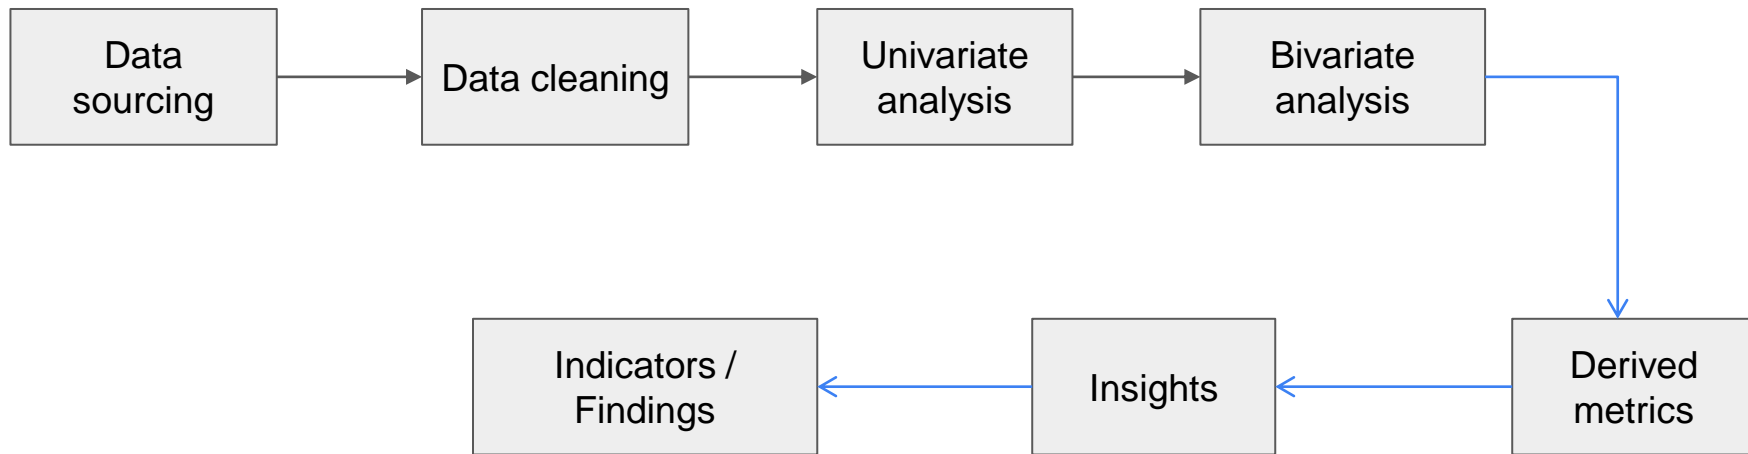 Data
sourcing
Data cleaning
Univariate
analysis
Bivariate
analysis
Derived
metrics
Insights
Indicators /
Findings